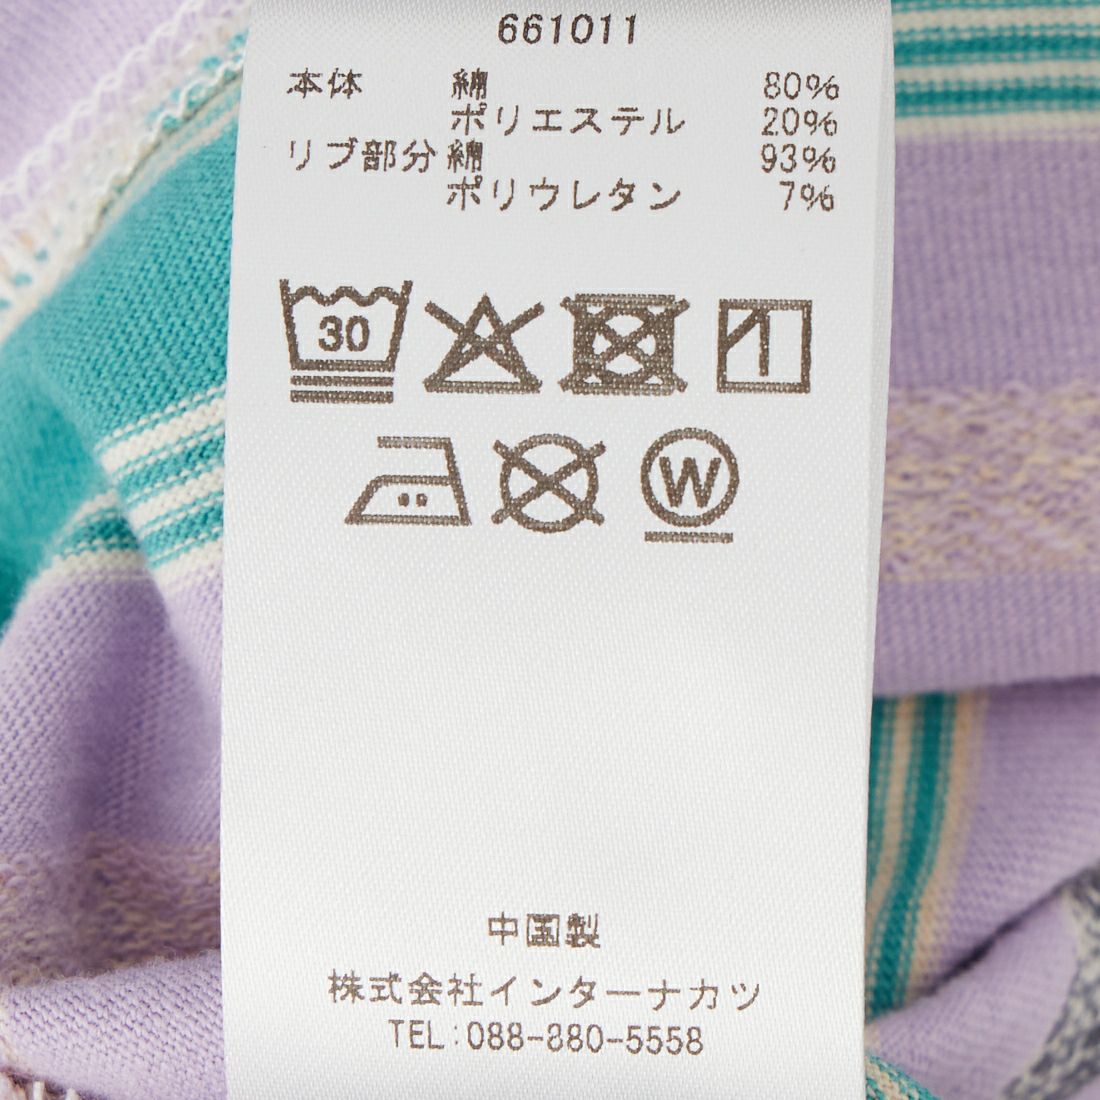 661011
本体 綿 80%
ポリエステル 20%
リブ部分 綿 93%
ポリウレタン 7%
30
W
中国製
株式会社インターナカツ
TEL:088-880-5558